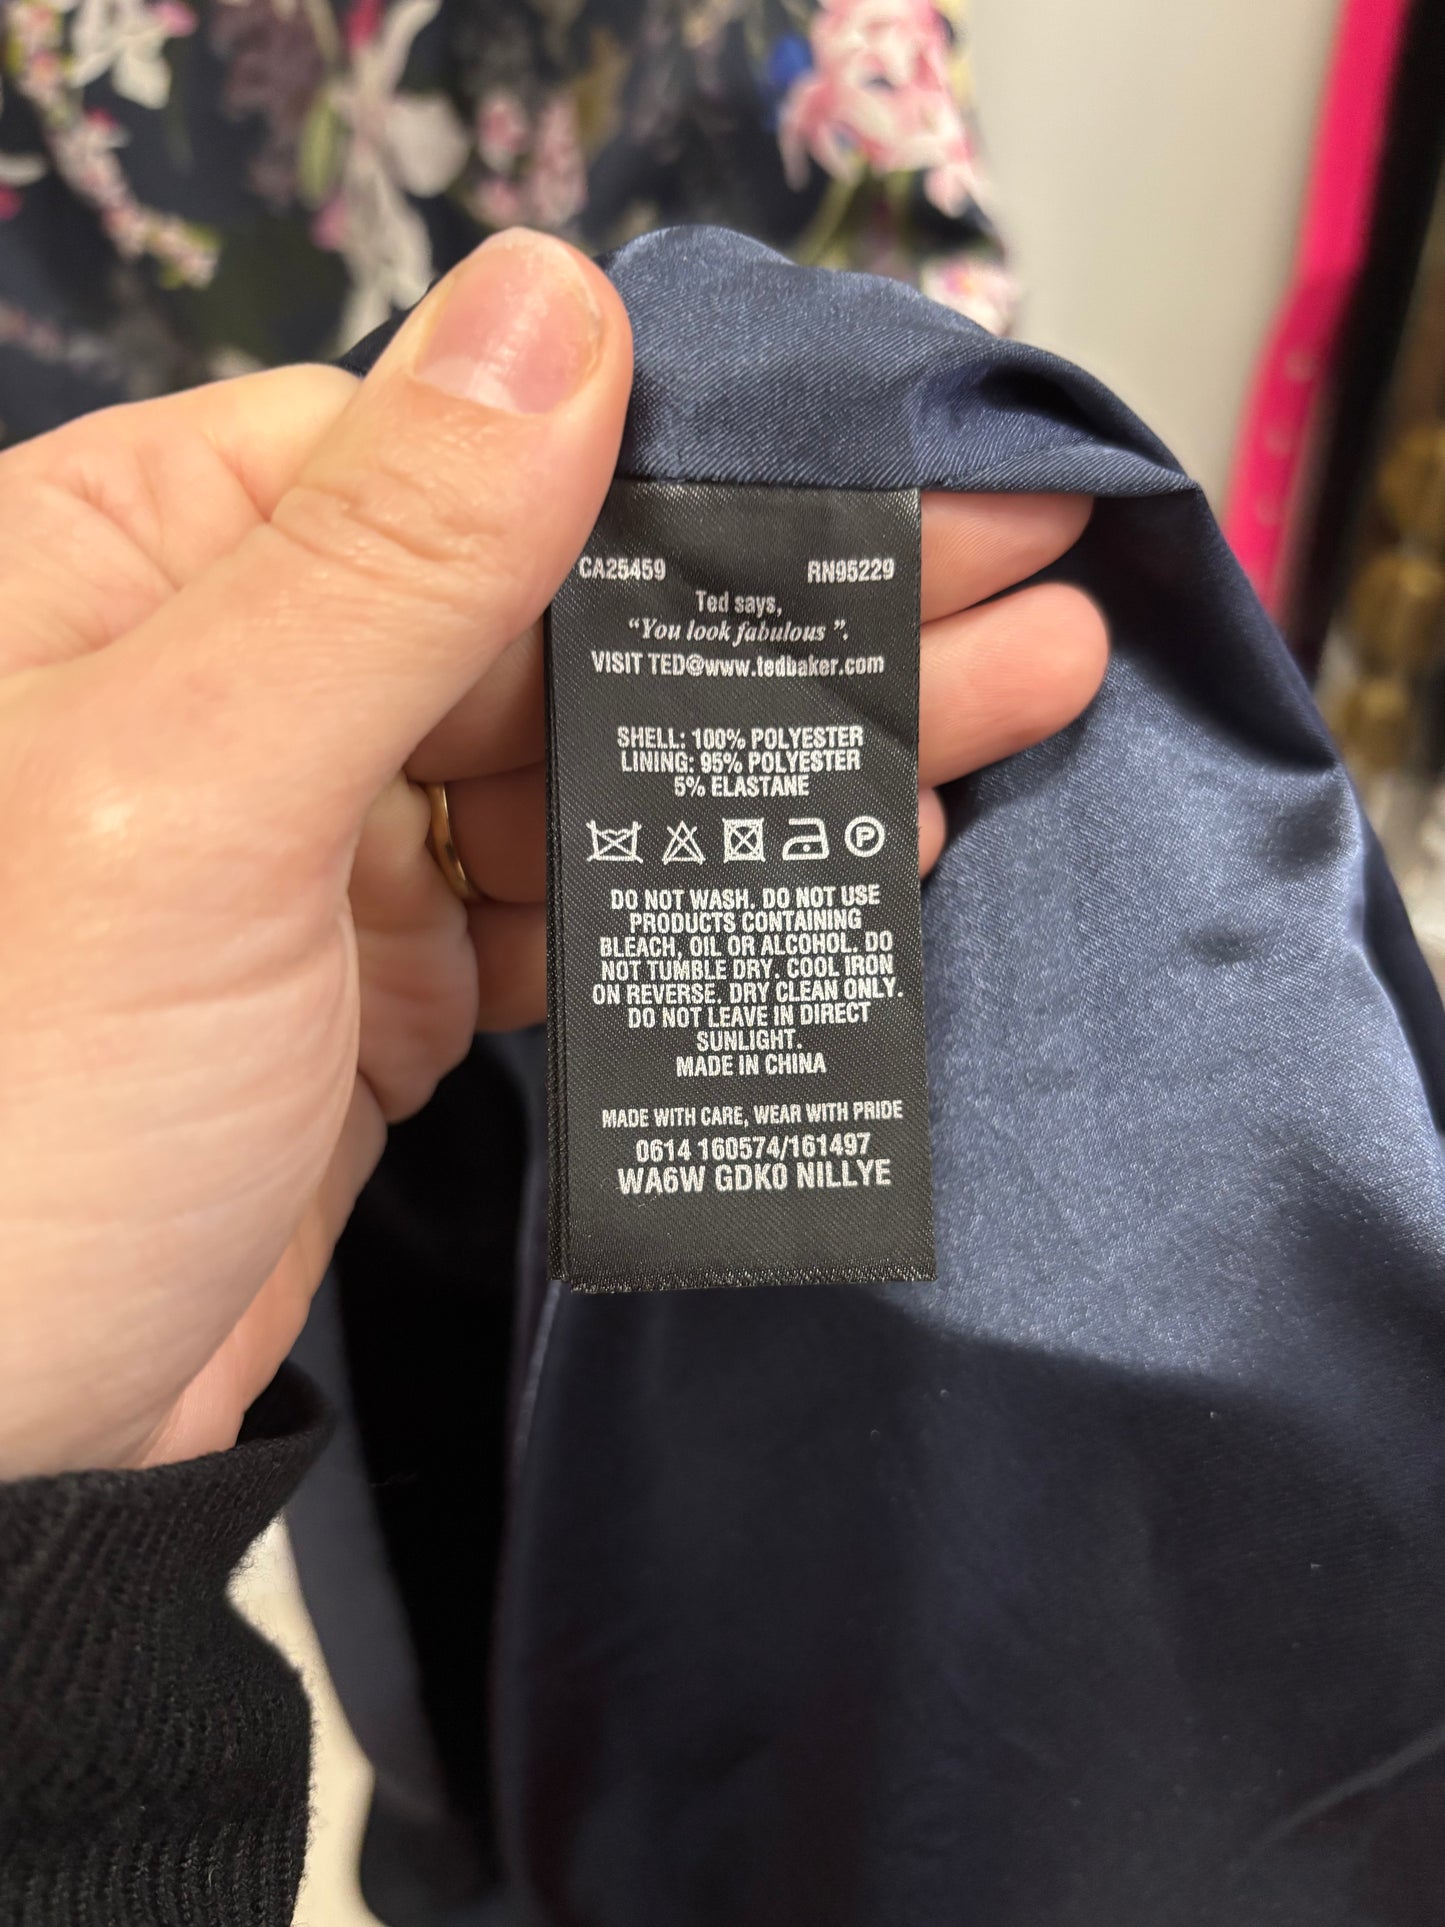 CA25459 RN95229
Ted says,
“You look fabulous ”.
VISIT TED@www.tedbaker.com
SHELL: 100% POLYESTER
LINING: 95% POLYESTER
5% ELASTANE
P
DO NOT WASH. DO NOT USE
PRODUCTS CONTAINING
BLEACH, OIL OR ALCOHOL. DO
NOT TUMBLE DRY. COOL IRON
ON REVERSE. DRY CLEAN ONLY.
DO NOT LEAVE IN DIRECT
SUNLIGHT.
MADE IN CHINA
MADE WITH CARE, WEAR WITH PRIDE
0614 160574/161497
WA6W GDK0 NILLYE